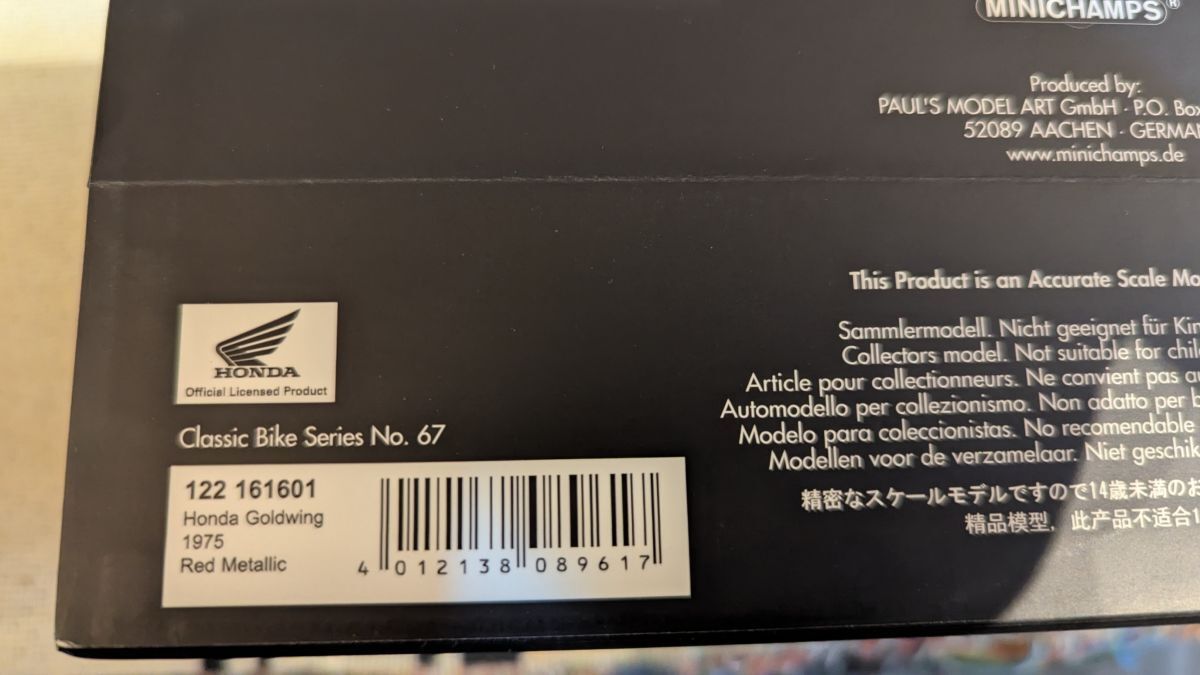 MINICHAMPS®
Produced by:
PAUL'S MODEL ART GmbH · P.O. Box
52089 AACHEN · GERMAN
www.minichamps.de
This Product is an Accurate Scale Mo
Sammlermodell. Nicht geeignet für Kin
Collectors model. Not suitable for chil
Article pour collectionneurs. Ne convient pas au
Automodello per collezionismo. Non adatto per b
Modelo para coleccionistas. No recomendable
Modellen voor de verzamelaar. Niet geschik
精密なスケールモデルですので14歳未満のお
精品模型，此产品不适合1
HONDA
Official Licensed Product
Classic Bike Series No. 67
122 161601
Honda Goldwing
1975
Red Metallic
4 012138 089617